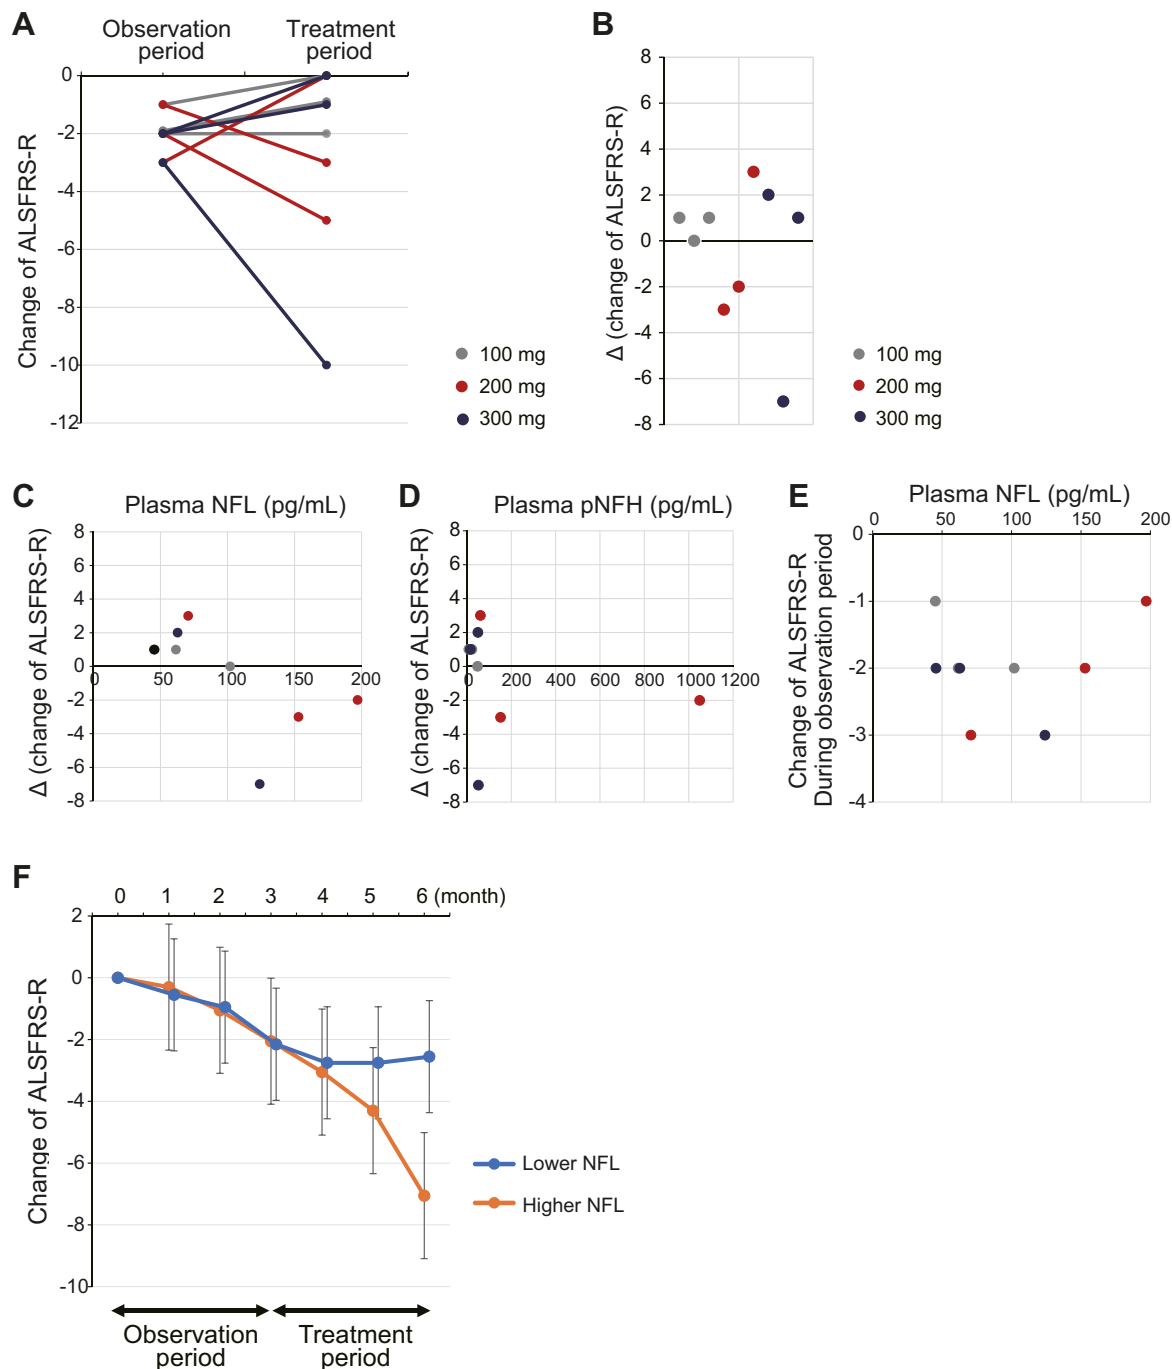 A
Observation
period
Treatment
period
0
-2
-4
-6
-8
-10
-12
Change of ALSFRS-R
100 mg
200 mg
300 mg
B
8
6
4
2
0
-2
-4
-6
-8
Δ (change of ALSFRS-R)
100 mg
200 mg
300 mg
C
Plasma NFL (pg/mL)
8
6
4
2
0
-2
-4
-6
-8
0 50 100 150 200
Δ (change of ALSFRS-R)
D
Plasma pNFH (pg/mL)
8
6
4
2
0
-2
-4
-6
-8
0 200 400 600 800 1000 1200
Δ (change of ALSFRS-R)
E
Plasma NFL (pg/mL)
0 50 100 150 200
0
-1
-2
-3
-4
Change of ALSFRS-R
During observation period
F
0 1 2 3 4 5 6 (month)
2
0
-2
-4
-6
-8
-10
Change of ALSFRS-R
Lower NFL
Higher NFL
Observation
period
Treatment
period